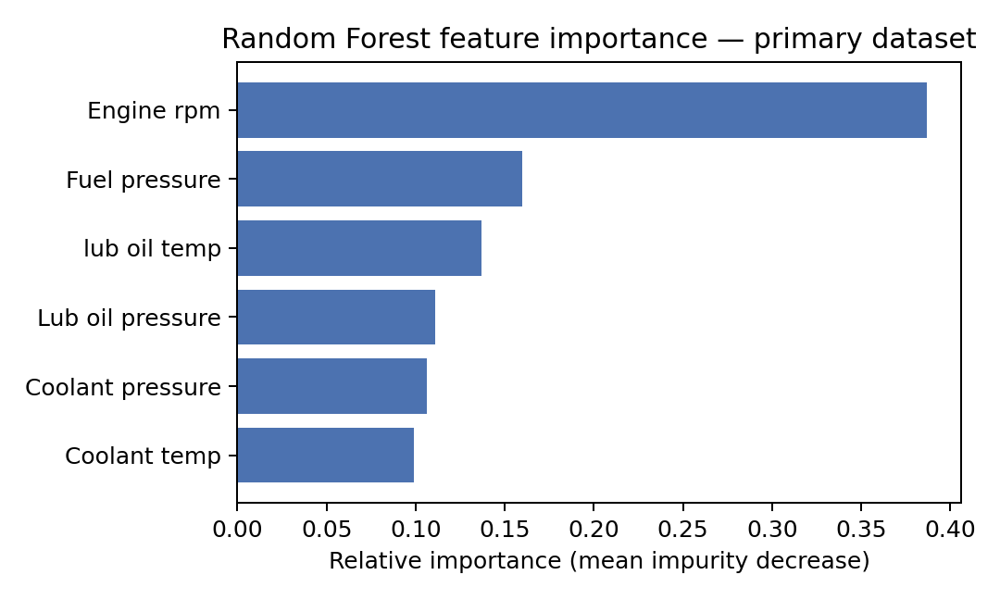 Random Forest feature importance — primary dataset
Engine rpm
Fuel pressure
lub oil temp
Lub oil pressure
Coolant pressure
Coolant temp
0.00 0.05 0.10 0.15 0.20 0.25 0.30 0.35 0.40
Relative importance (mean impurity decrease)